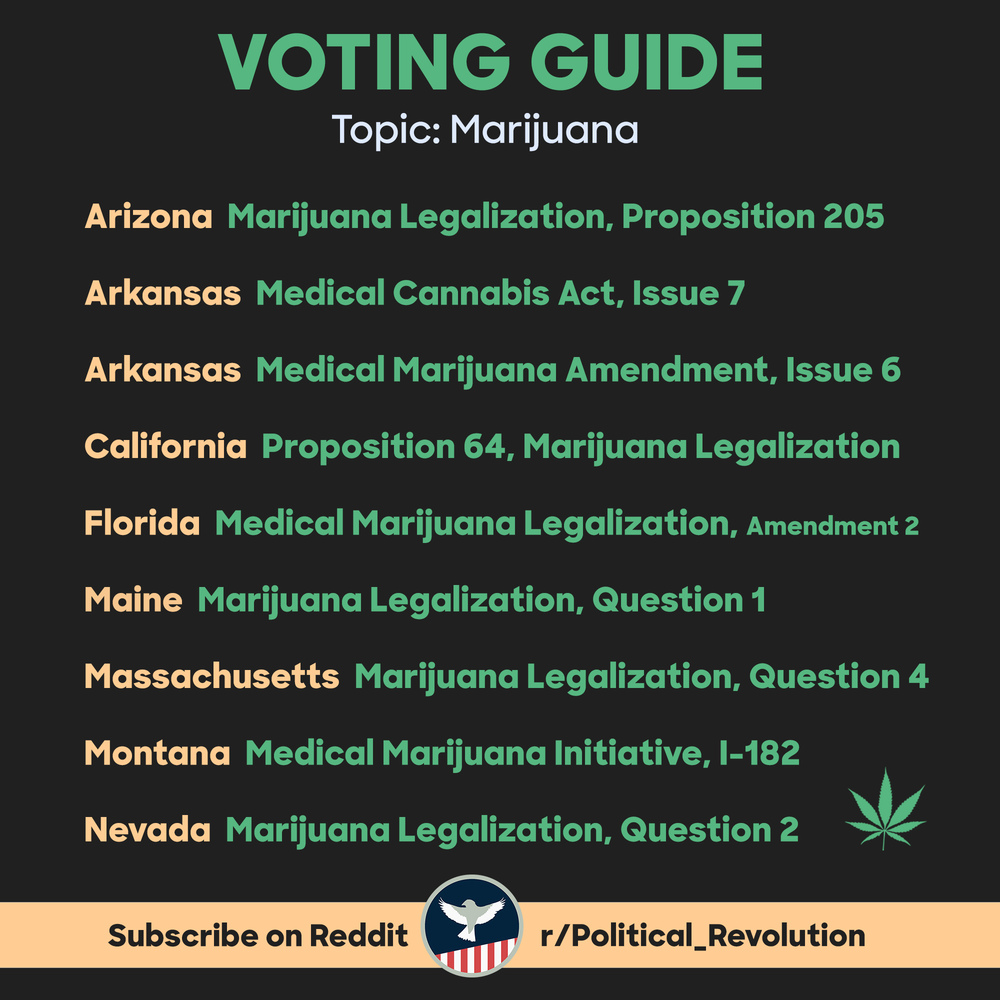 VOTING GUIDE
Topic: Marijuana
Arizona Marijuana Legalization, Proposition 205
Arkansas Medical Cannabis Act, Issue 7
Arkansas Medical Marijuana Amendment, Issue 6
California Proposition 64, Marijuana Legalization
Florida Medical Marijuana Legalization, Amendment 2
Maine Marijuana Legalization, Question 1
Massachusetts Marijuana Legalization, Question 4
Montana Medical Marijuana Initiative, I-182
Nevada Marijuana Legalization, Question 2
Subscribe on Reddit r/Political_Revolution